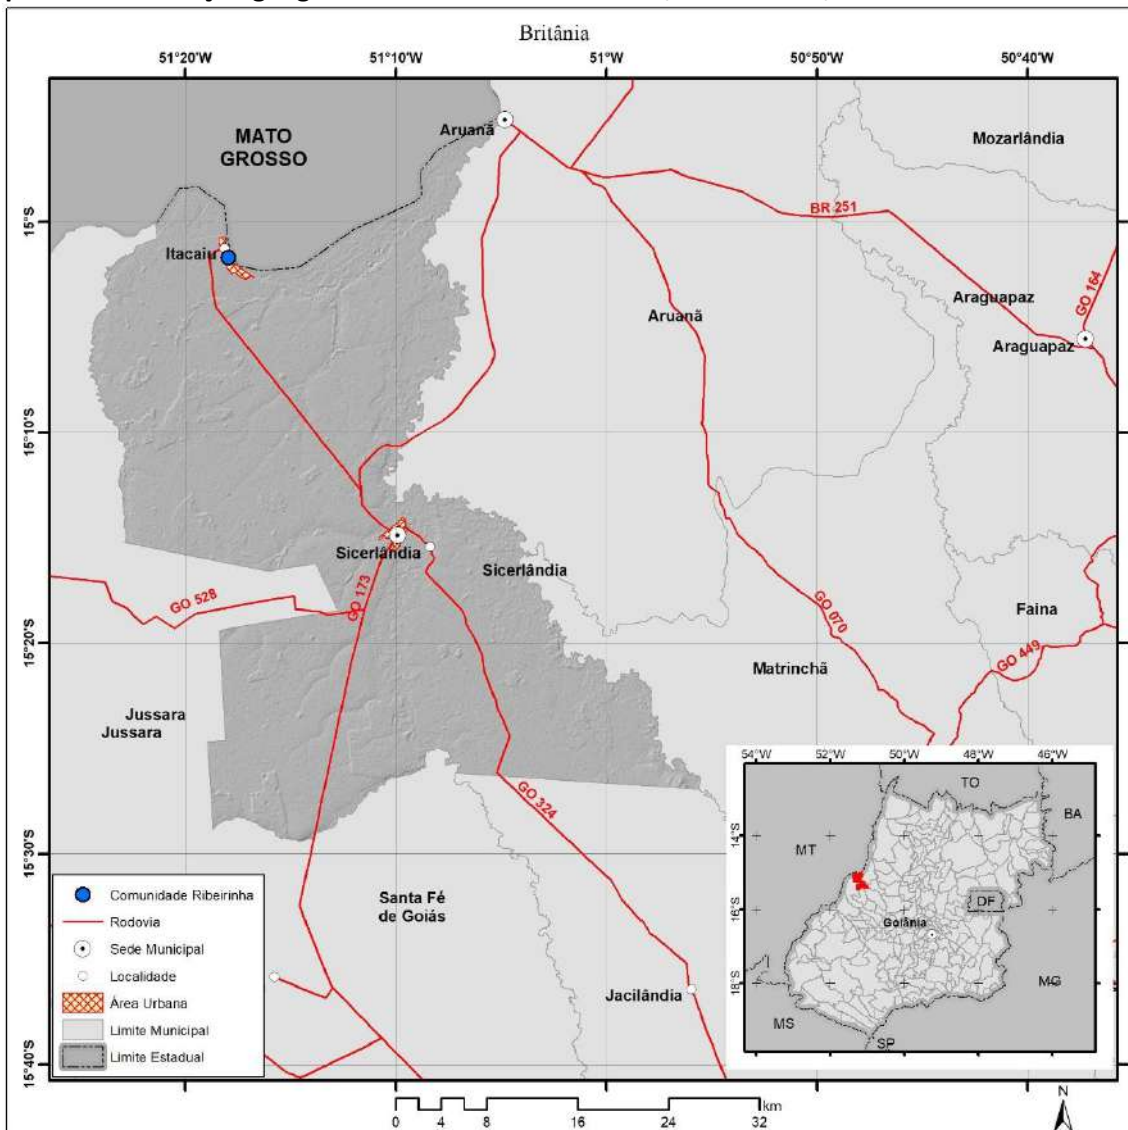 Britânia
51°20'W
51°10'W
51°W
50°50'W
50°40'W
MATO
GROSSO
Aruanã
Mozarlândia
15°S
BR 251
Itacaiu
Araguapaz
GO 164
Aruanã
Araguapaz
15°10'S
Sicerlândia
Sicerlândia
GO 173
GO 528
GO 070
Faina
15°20'S
GO 449
Matrinchã
Jussara
Jussara
GO 324
15°30'S
Santa Fé
de Goiás
Jacilândia
15°40'S
Comunidade Ribeirinha
Rodovia
Sede Municipal
Localidade
Área Urbana
Limite Municipal
Limite Estadual
54°W
52°W
50°W
48°W
46°W
TO
BA
14°S
MT
DF
16°S
Goiânia
18°S
MG
MS
SP
0
4
8
16
24
32
km
N